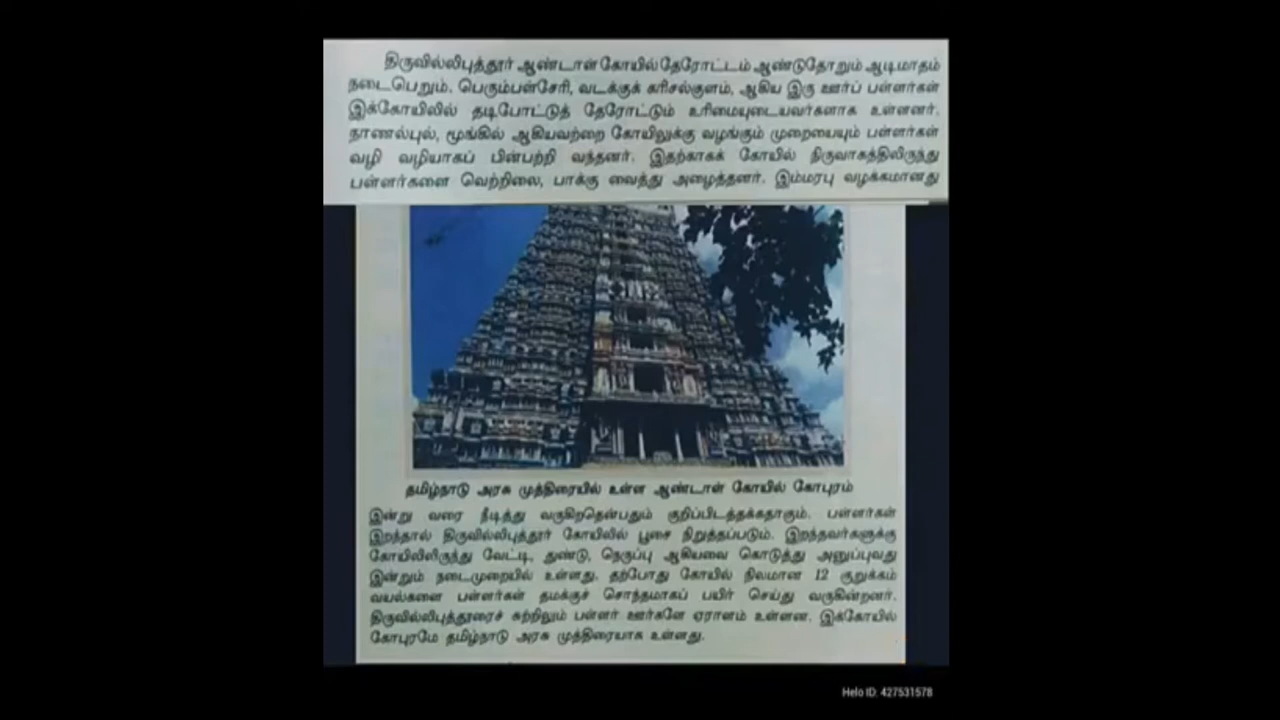 திருவில்லிபுத்தூர் ஆண்டாள் கோயில் தேரோட்டம் ஆண்டுதோறும் ஆடிமாதம்
நடைபெறும். பெரும்பள்சேரி, வடக்குக் கரிசல்குளம், ஆகிய இரு ஊர்ப் பள்ளர்கள்
இக்கோயிலில் தடிபோட்டுத் தேரோட்டும் உரிமையுடையவர்களாக உள்ளனர்.
நாணல்புல், மூங்கில் ஆகியவற்றை கோயிலுக்கு வழங்கும் முறையையும் பள்ளர்கள்
வழி வழியாகப் பின்பற்றி வந்தனர். இதற்காகக் கோயில் நிருவாகத்திலிருந்து
பள்ளர்களை வெற்றிலை, பாக்கு வைத்து அழைத்தனர். இம்மரபு வழக்கமானது
தமிழ்நாடு அரசு முத்திரையில் உள்ள ஆண்டாள் கோயில் கோபுரம்
இன்று வரை நீடித்து வருகிறதென்பதும் குறிப்பிடத்தக்கதாகும். பள்ளர்கள்
இறந்தால் திருவில்லிபுத்தூர் கோயிலில் பூசை நிறுத்தப்படும். இறந்தவர்களுக்கு
கோயிலிலிருந்து வேட்டி, துண்டு, நெருப்பு ஆகியவை கொடுத்து அனுப்புவது
இன்றும் நடைமுறையில் உள்ளது. தற்போது கோயில் நிலமான 12 குறுக்கம்
வயல்களை பள்ளர்கள் தமக்குச் சொந்தமாகப் பயிர் செய்து வருகின்றனர்.
திருவில்லிபுத்தூரைச் சுற்றிலும் பள்ளர் ஊர்களே ஏராளம் உள்ளன. இக்கோயில்
கோபுரமே தமிழ்நாடு அரசு முத்திரையாக உள்ளது.
Helo ID: 427531578